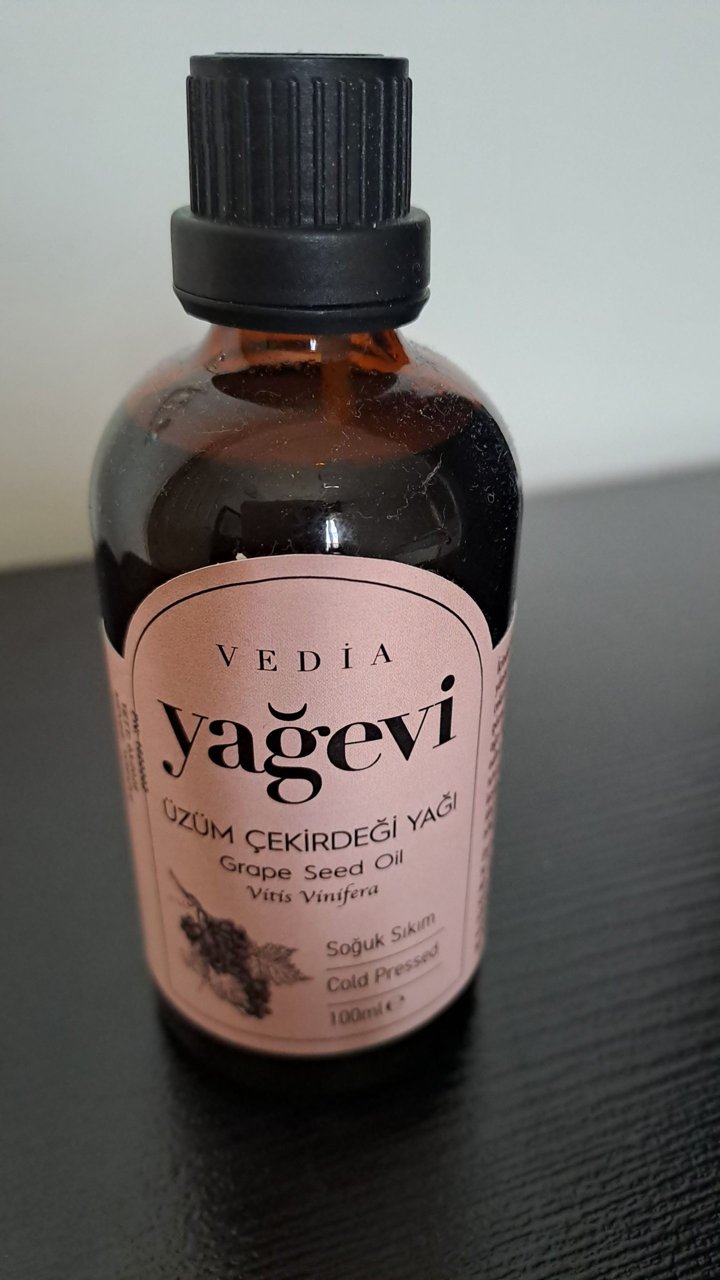 VEDİA
yağevi
ÜZÜM ÇEKİRDEĞİ YAĞI
Grape Seed Oil
Vitis Vinifera
Soğuk Sıkım
Cold Pressed
100ml e